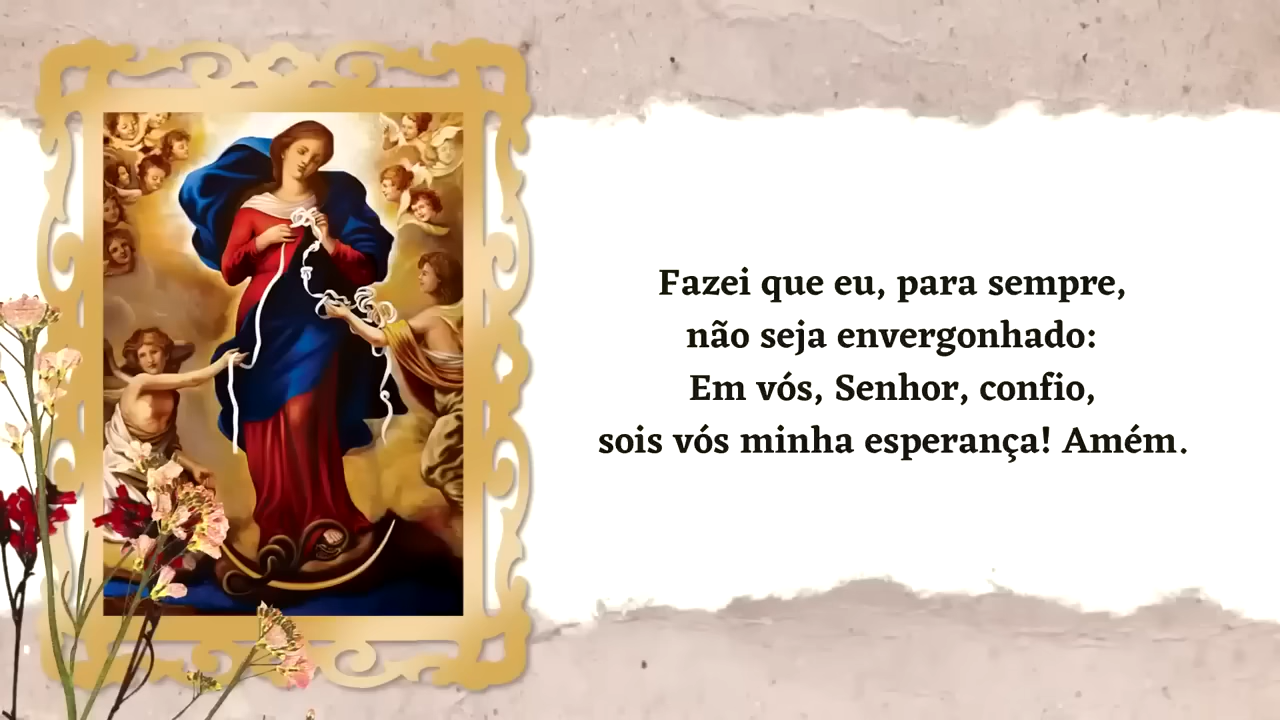 Fazei que eu, para sempre,
não seja envergonhado:
Em vós, Senhor, confio,
sois vós minha esperança! Amém.